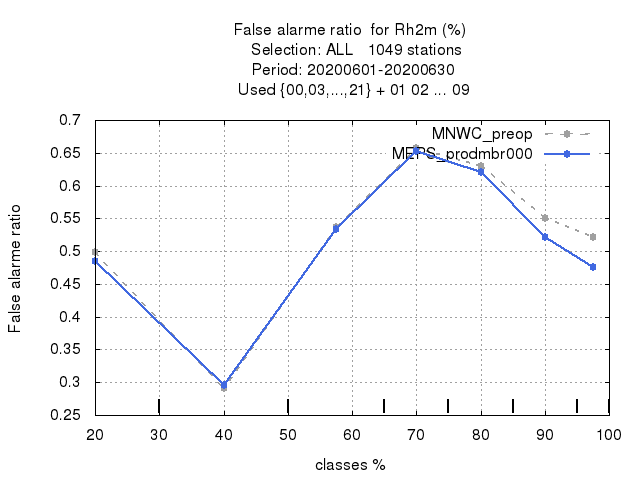 False alarme ratio for Rh2m (%)
Selection: ALL 1049 stations
Period: 20200601-20200630
Used {00,03,...,21} + 01 02 ... 09
MNWC_preop
MEPS_prodmbr000
False alarme ratio
0.7
0.65
0.6
0.55
0.5
0.45
0.4
0.35
0.3
0.25
20 30 40 50 60 70 80 90 100
classes %